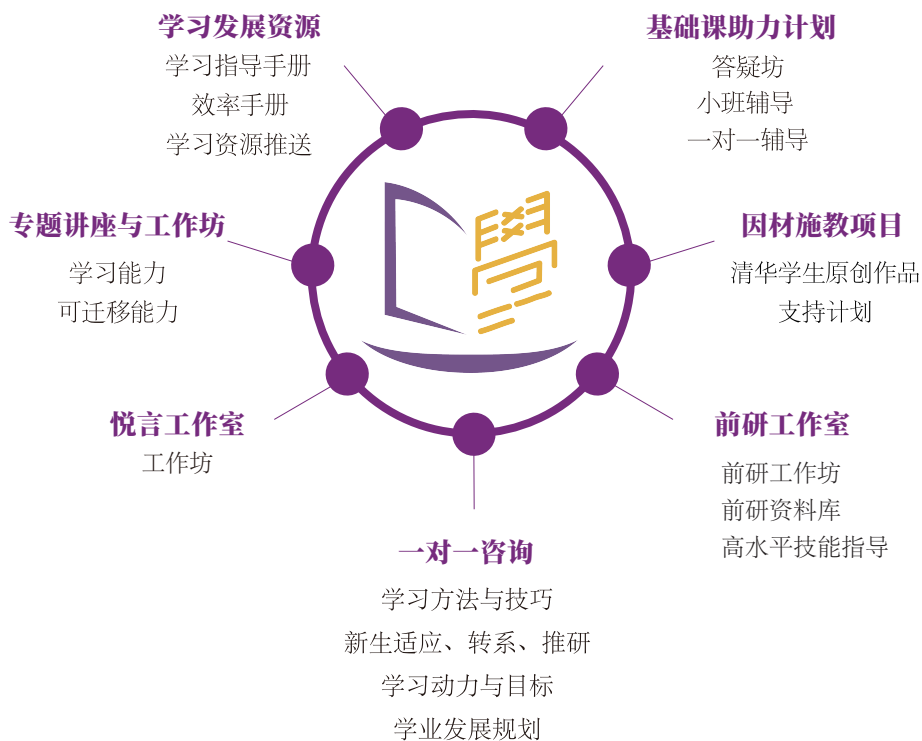 学习发展资源
学习指导手册
效率手册
学习资源推送
基础课助力计划
答疑坊
小班辅导
一对一辅导
專
专题讲座与工作坊
学习能力
可迁移能力
學
因材施教项目
清华学生原创作品
支持计划
悦言工作室
工作坊
前研工作室
前研工作坊
前研资料库
高水平技能指导
一对一咨询
学习方法与技巧
新生适应、转系、推研
学习动力与目标
学业发展规划